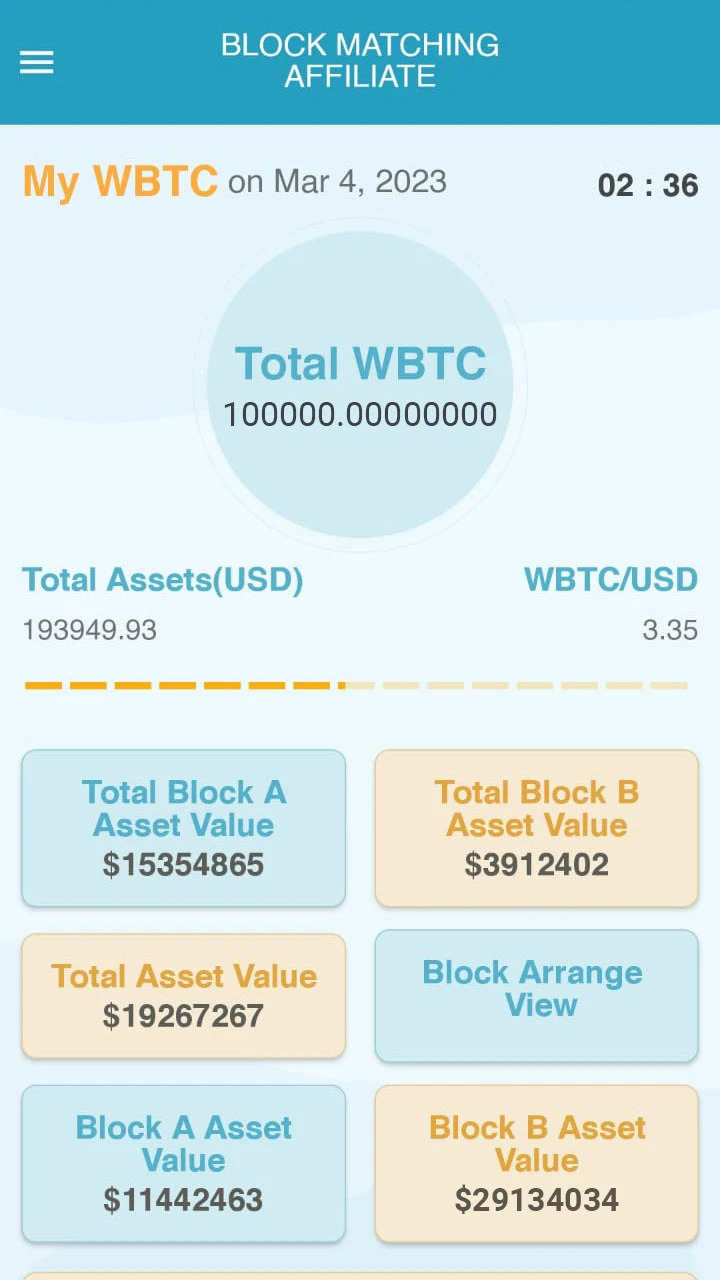 BLOCK MATCHING
AFFILIATE
My WBTC on Mar 4, 2023
02 : 36
Total WBTC
100000.00000000
Total Assets(USD)
WBTC/USD
193949.93
3.35
Total Block A
Asset Value
$15354865
Total Block B
Asset Value
$3912402
Total Asset Value
$19267267
Block Arrange
View
Block A Asset
Value
$11442463
Block B Asset
Value
$29134034